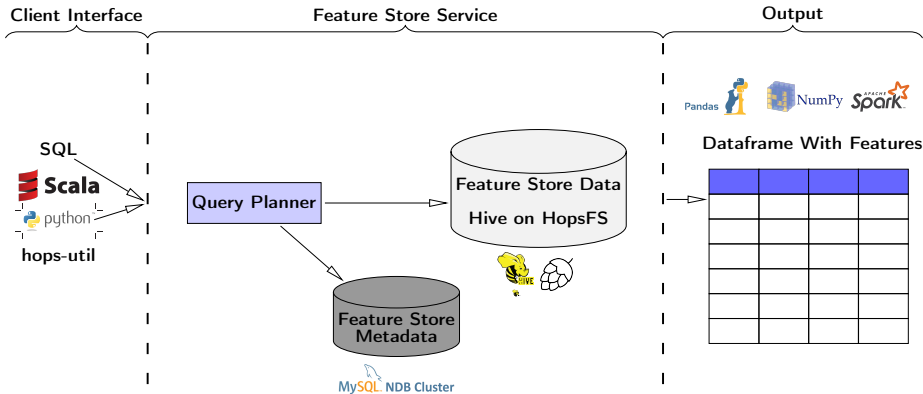 Client Interface
Feature Store Service
Output
Pandas
NumPy
APACHE
Spark
Dataframe With Features
SQL
Scala
python
hops-util
Query Planner
Feature Store Data
Hive on HopsFS
HIVE
Feature Store
Metadata
MySQL NDB Cluster